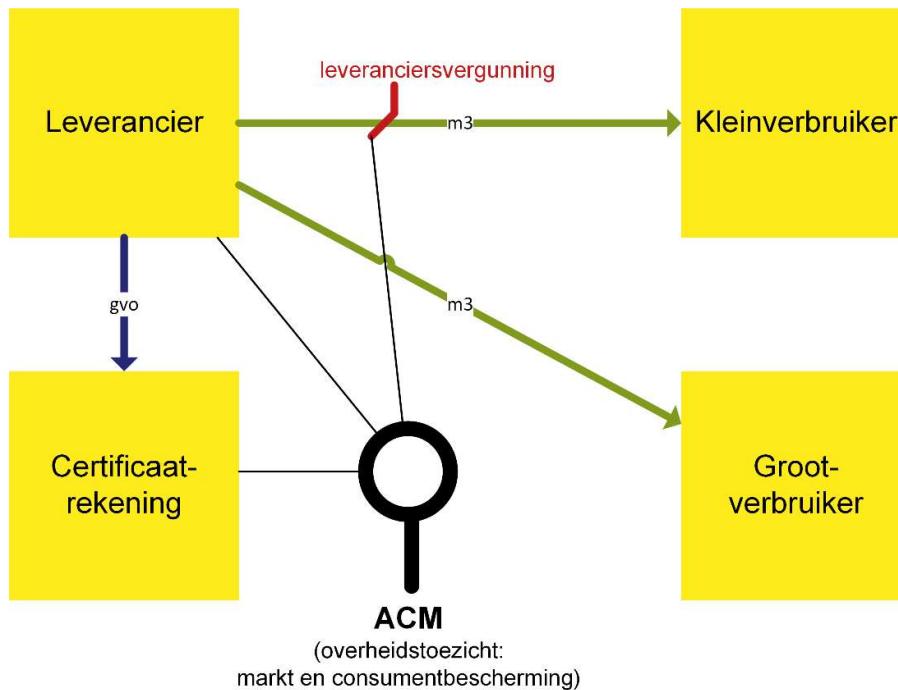 leveranciersvergunning
Leverancier
m3
Kleinverbruiker
gvo
m3
Certificaat-
rekening
Groot-
verbruiker
ACM
(overheidstoezicht:
markt en consumentbescherming)